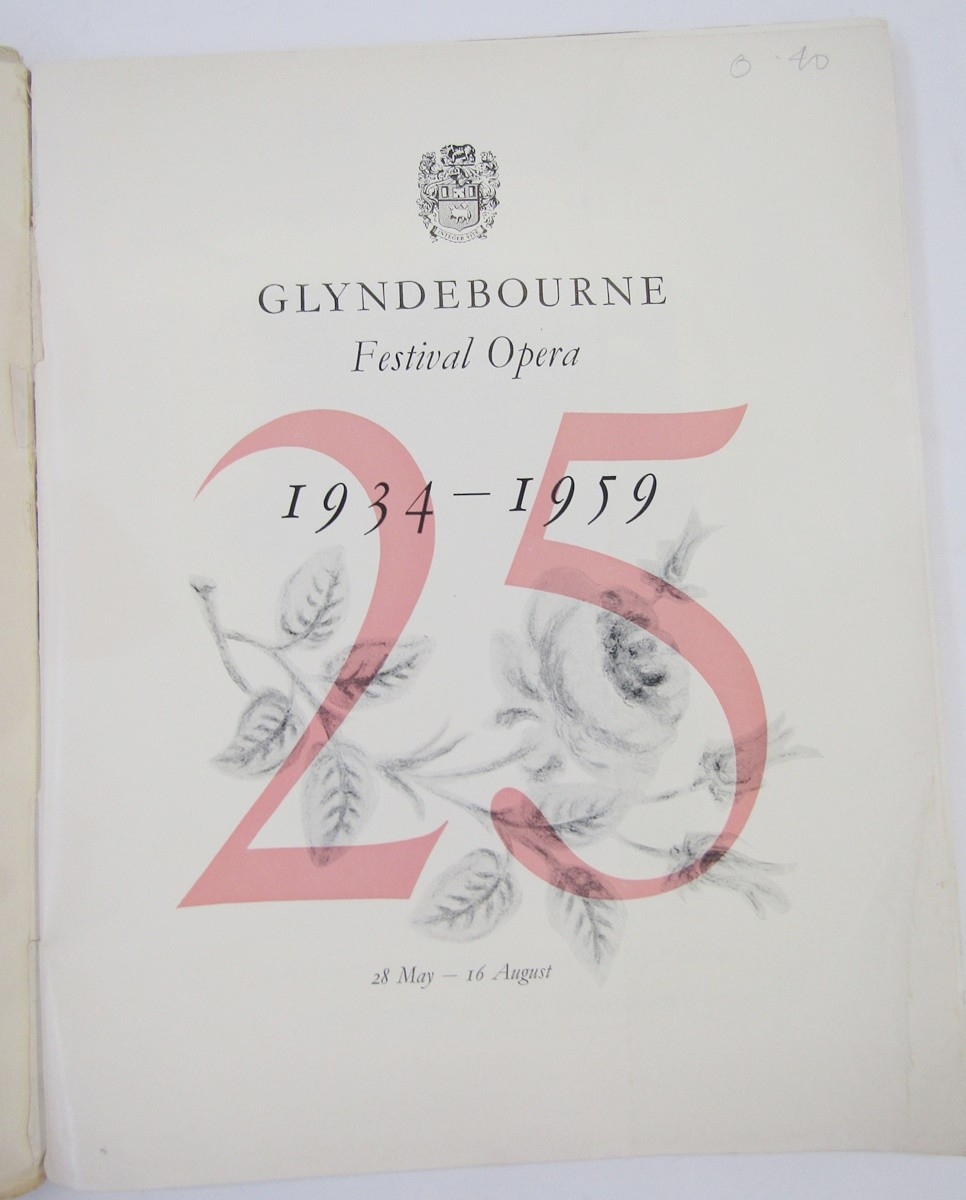 0.40
GLYNDEBOURNE
Festival Opera
25
1934–1959
28 May – 16 August